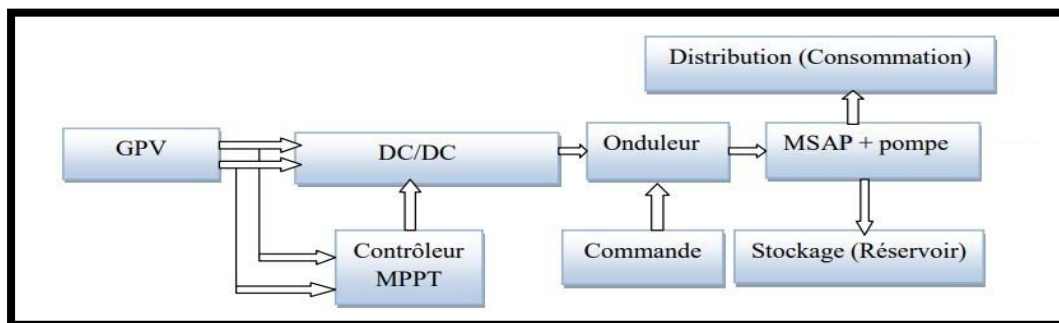 Distribution (Consommation)
GPV
DC/DC
Onduleur
MSAP + pompe
Contrôleur
MPPT
Commande
Stockage (Réservoir)